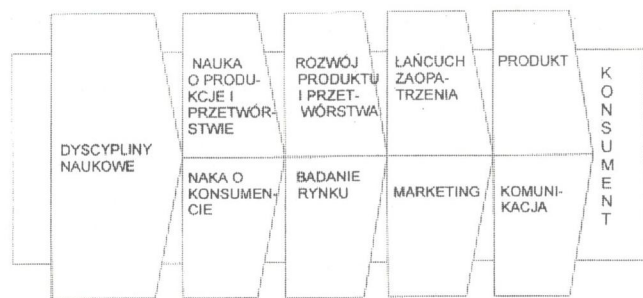 DYSCYPLINY
NAUKOWE
NAUKA
O PRODU-
KCJE I
PRZETWÓR-
STWIE
ROZWÓJ
PRODUKTU
I PRZET-
WÓRSTWA
ŁAŃCUCH
ZAOPA-
TRZENIA
PRODUKT
NAKA O
KONSUMEN-
CIE
BADANIE
RYNKU
MARKETING
KOMUNI-
KACJA
KONSUMENT